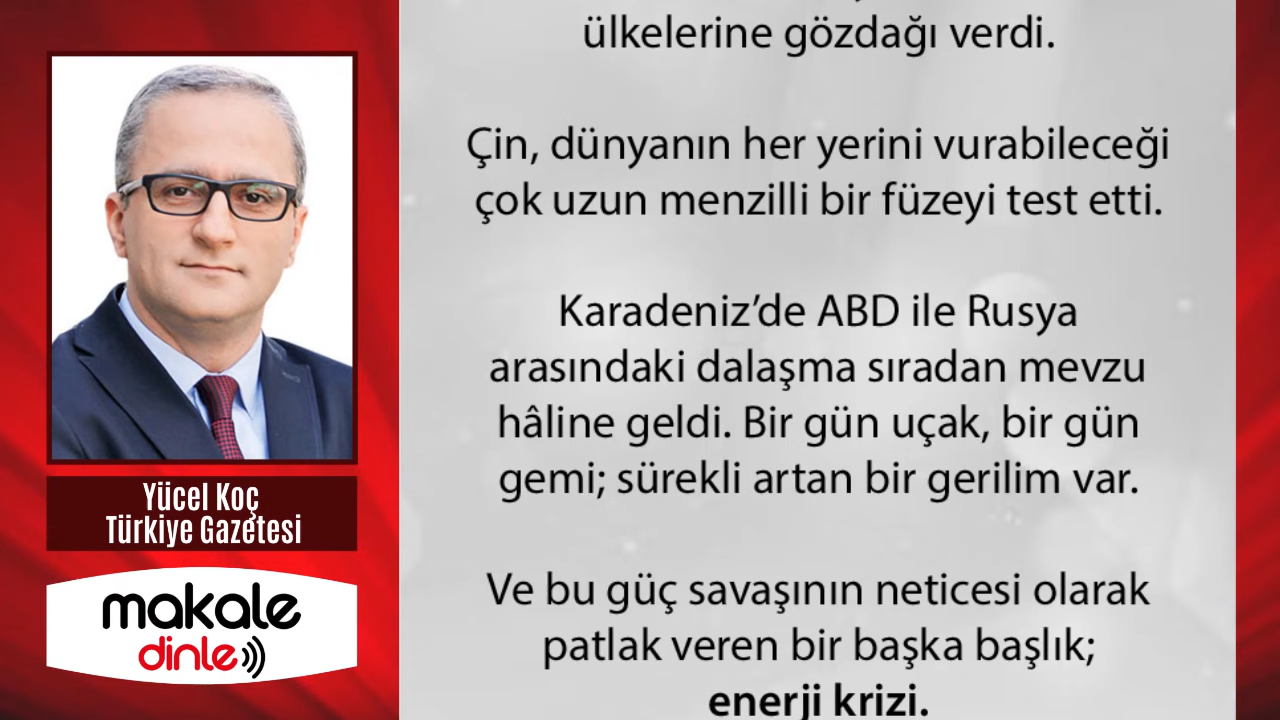 ülkelerine gözdağı verdi.
Çin, dünyanın her yerini vurabileceği
çok uzun menzilli bir füzeyi test etti.
Karadeniz’de ABD ile Rusya
arasındaki dalaşma sıradan mevzu
hâline geldi. Bir gün uçak, bir gün
gemi; sürekli artan bir gerilim var.
Ve bu güç savaşının neticesi olarak
patlak veren bir başka başlık;
enerji krizi.
Yücel Koç
Türkiye Gazetesi
makale
dinle